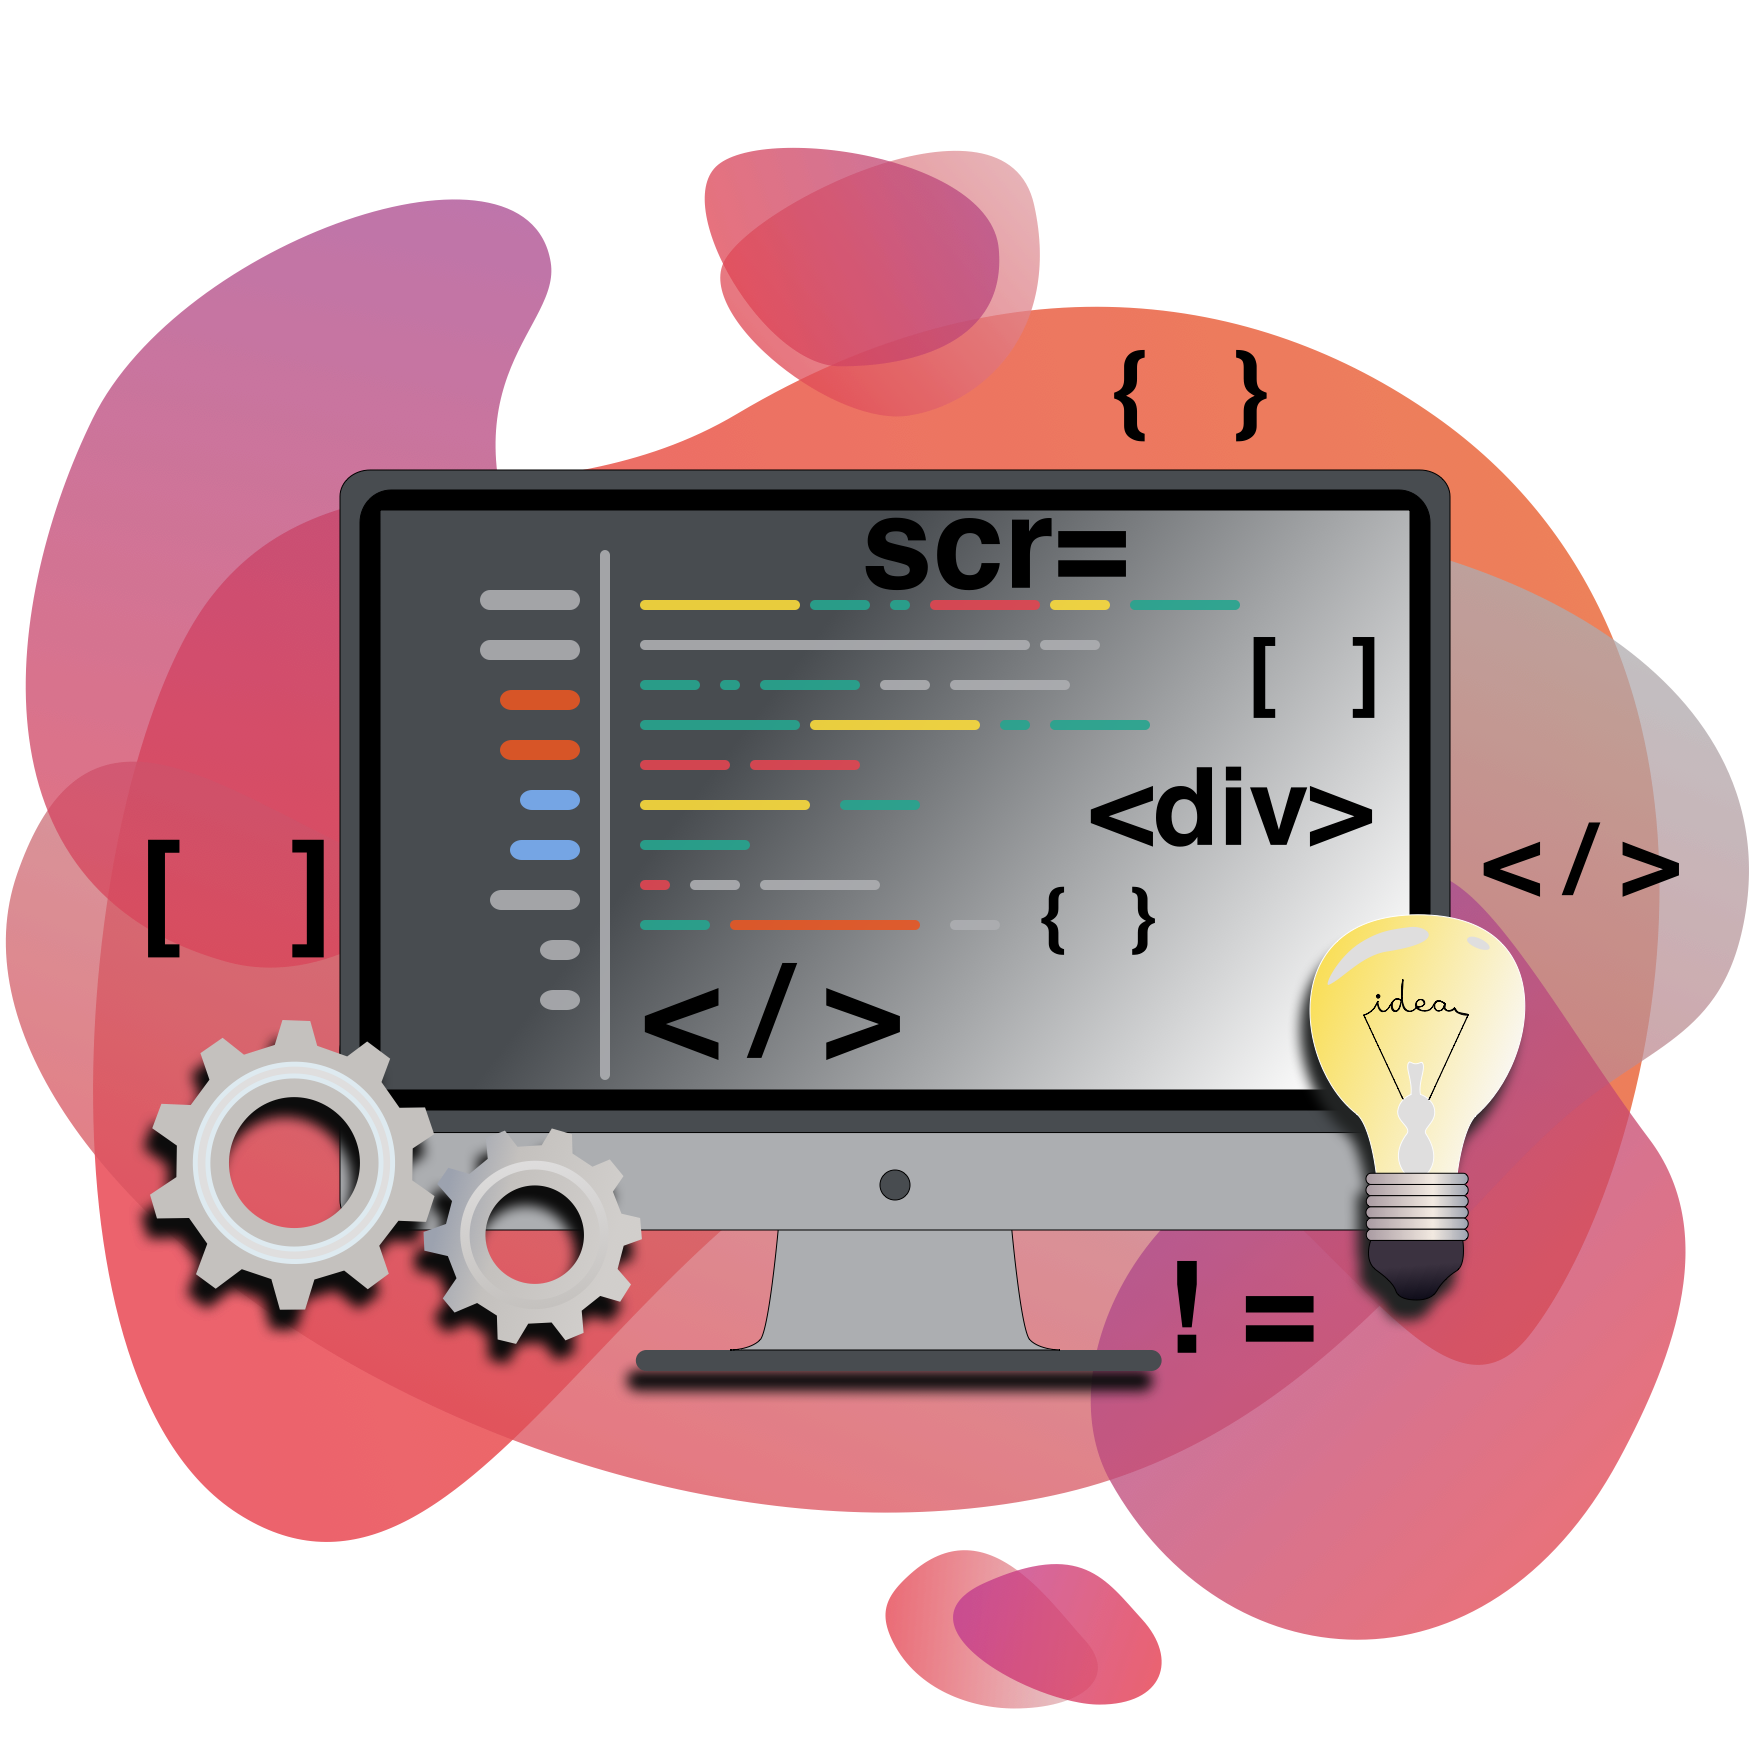 { }
scr=
[ ]
<div>
</>
[ ]
{ }
</>
idea
! =